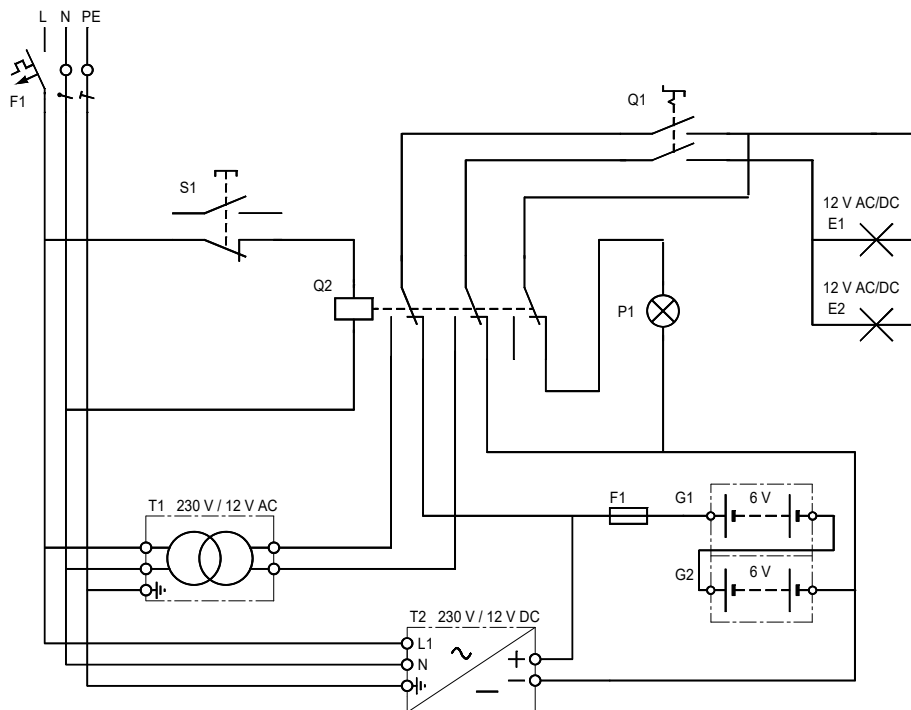 L N PE
F1
Q1
S1
12 V AC/DC
E1
Q2
12 V AC/DC
E2
P1
T1 230 V / 12 V AC
F1
G1
6 V
G2
6 V
T2 230 V / 12 V DC
L1
N